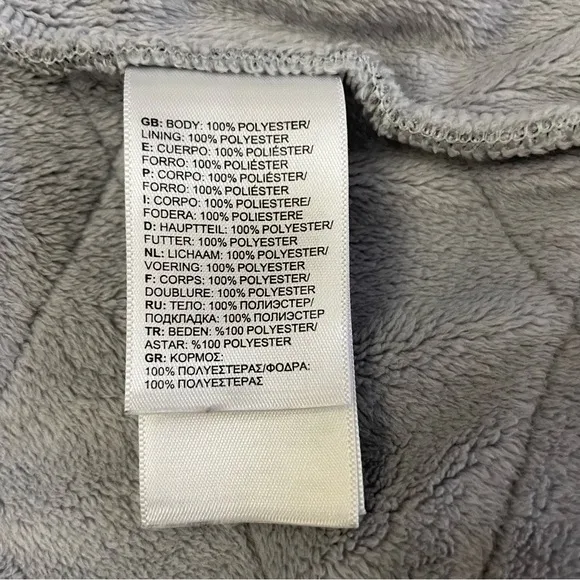 GB: BODY: 100% POLYESTER/
LINING: 100% POLYESTER
E: CUERPO: 100% POLIÉSTER/
FORRO: 100% POLIÉSTER
P: CORPO: 100% POLIÉSTER/
FORRO: 100% POLIÉSTER
I: CORPO: 100% POLIESTERE/
FODERA: 100% POLIESTERE
D: HAUPTTEIL: 100% POLYESTER/
FUTTER: 100% POLYESTER
NL: LICHAAM: 100% POLYESTER/
VOERING: 100% POLYESTER
F: CORPS: 100% POLYESTER/
DOUBLURE: 100% POLYESTER
RU: ТЕЛО: 100% ПОЛИЭСТЕР/
ПОДКЛАДКА: 100% ПОЛИЭСТЕР
TR: BEDEN: %100 POLYESTER/
ASTAR: %100 POLYESTER
GR: ΚΟΡΜΟΣ:
100% ΠΟΛΥΕΣΤΕΡΑΣ/ΦΟΔΡΑ:
100% ΠΟΛΥΕΣΤΕΡΑΣ